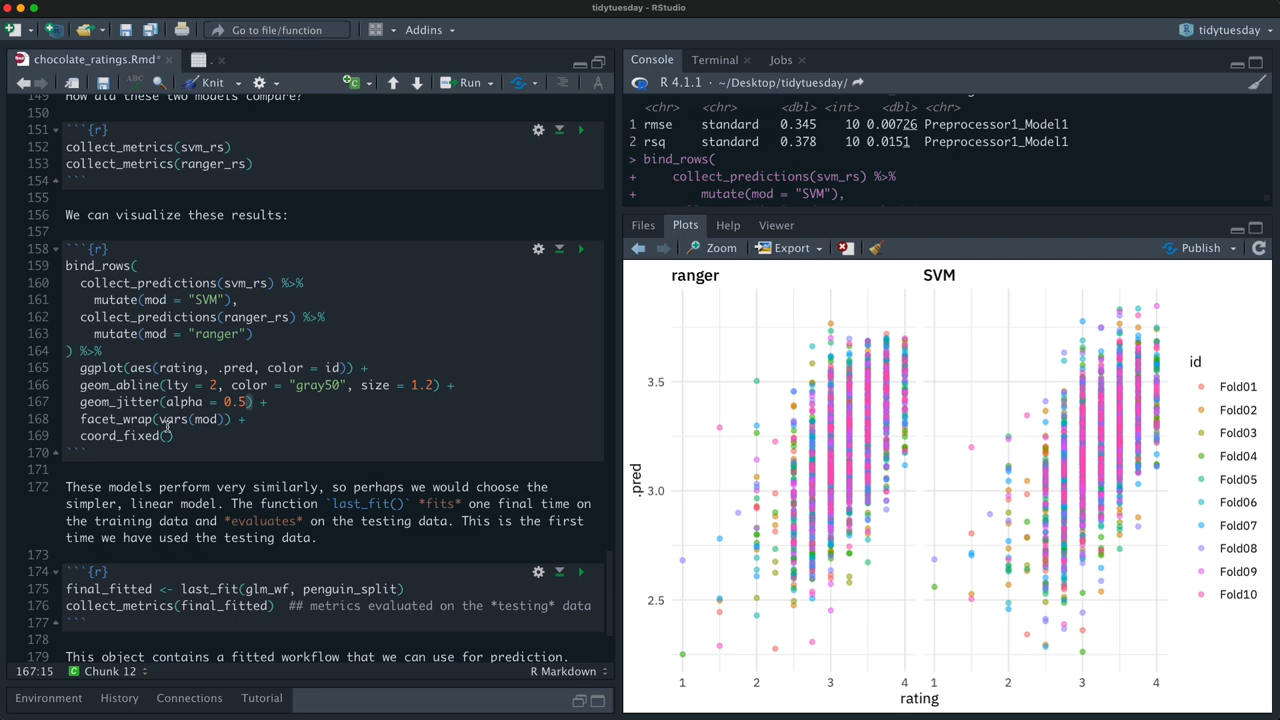 tidytuesday - RStudio
Go to file/function
Addins
tidytuesday
chocolate_ratings.Rmd*
.
ABC
Knit
Run
149 How did these two models compare?
150
151 ```{r}
152 collect_metrics(svm_rs)
153 collect_metrics(ranger_rs)
154 ```
155
156 We can visualize these results:
157
158 ```{r}
159 bind_rows(
160 collect_predictions(svm_rs) %>%
161 mutate(mod = "SVM"),
162 collect_predictions(ranger_rs) %>%
163 mutate(mod = "ranger")
164 ) %>%
165 ggplot(aes(rating, .pred, color = id)) +
166 geom_abline(lty = 2, color = "gray50", size = 1.2) +
167 geom_jitter(alpha = 0.5) +
168 facet_wrap(vars(mod)) +
169 coord_fixed()
170 ```
171
172 These models perform very similarly, so perhaps we would choose the
simpler, linear model. The function `last_fit()` *fits* one final time on
the training data and *evaluates* on the testing data. This is the first
time we have used the testing data.
173
174 ```{r}
175 final_fitted <- last_fit(glm_wf, penguin_split)
176 collect_metrics(final_fitted)  ## metrics evaluated on the *testing* data
177 ```
178
179 This object contains a fitted workflow that we can use for prediction.
167:15 Chunk 12 R Markdown
Environment History Connections Tutorial
Console Terminal Jobs
R 4.1.1 · ~/Desktop/tidytuesday/
<chr> <chr> <dbl> <int> <dbl> <chr>
1 rmse standard 0.345 10 0.00726 Preprocessor1_Model1
2 rsq standard 0.378 10 0.0151 Preprocessor1_Model1
> bind_rows(
+ collect_predictions(svm_rs) %>%
+ mutate(mod = "SVM"),
Files Plots Help Viewer
Zoom Export Publish
ranger SVM
.pred
3.5
3.0
2.5
1 2 3 4 1 2 3 4
rating
id
Fold01
Fold02
Fold03
Fold04
Fold05
Fold06
Fold07
Fold08
Fold09
Fold10